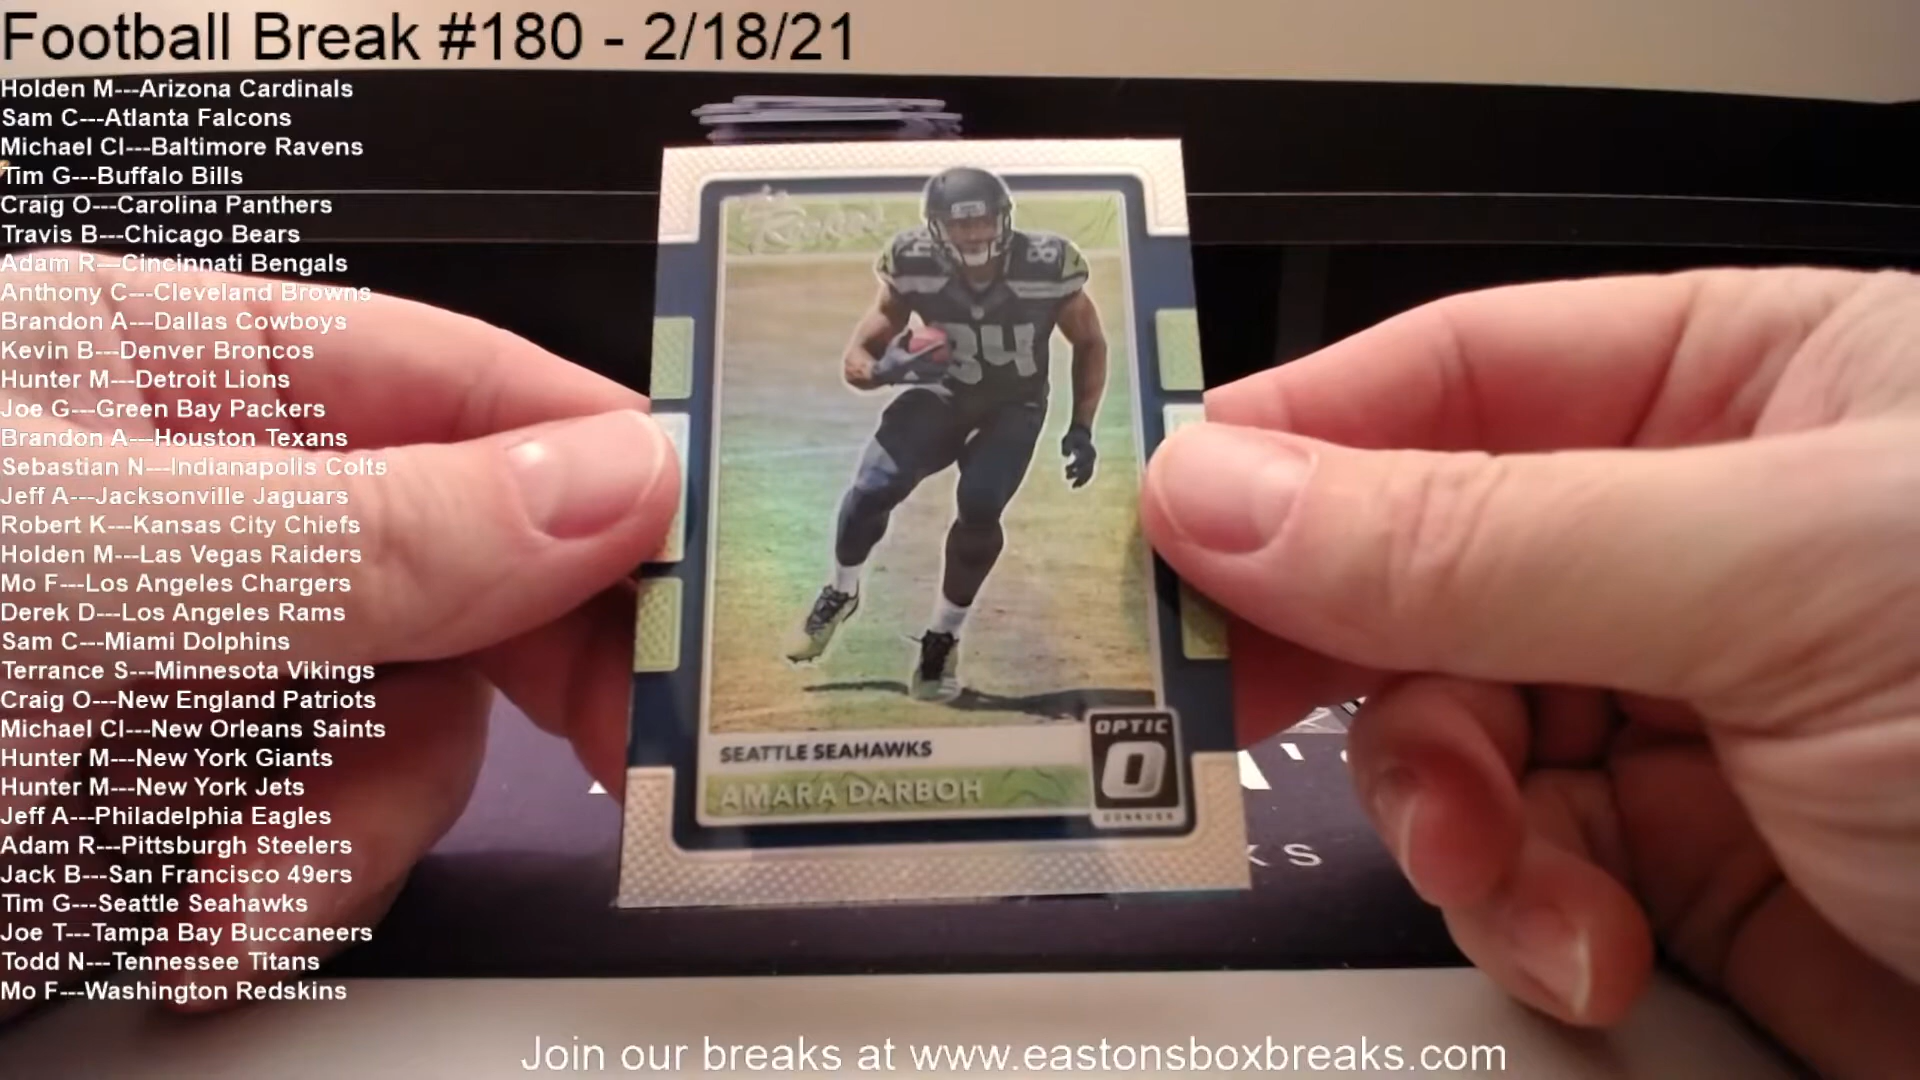 Football Break #180 - 2/18/21
Holden M---Arizona Cardinals
Sam C---Atlanta Falcons
Michael Cl---Baltimore Ravens
Tim G---Buffalo Bills
Craig O---Carolina Panthers
Travis B---Chicago Bears
Adam R---Cincinnati Bengals
Anthony C---Cleveland Browns
Brandon A---Dallas Cowboys
Kevin B---Denver Broncos
Hunter M---Detroit Lions
Joe G---Green Bay Packers
Brandon A---Houston Texans
Sebastian N---Indianapolis Colts
Jeff A---Jacksonville Jaguars
Robert K---Kansas City Chiefs
Holden M---Las Vegas Raiders
Mo F---Los Angeles Chargers
Derek D---Los Angeles Rams
Sam C---Miami Dolphins
Terrance S---Minnesota Vikings
Craig O---New England Patriots
Michael Cl---New Orleans Saints
Hunter M---New York Giants
Hunter M---New York Jets
Jeff A---Philadelphia Eagles
Adam R---Pittsburgh Steelers
Jack B---San Francisco 49ers
Tim G---Seattle Seahawks
Joe T---Tampa Bay Buccaneers
Todd N---Tennessee Titans
Mo F---Washington Redskins
84
84
84
OPTIC
O
DONRUSS
SEATTLE SEAHAWKS
AMARA DARBOH
Join our breaks at www.eastonsboxbreaks.com